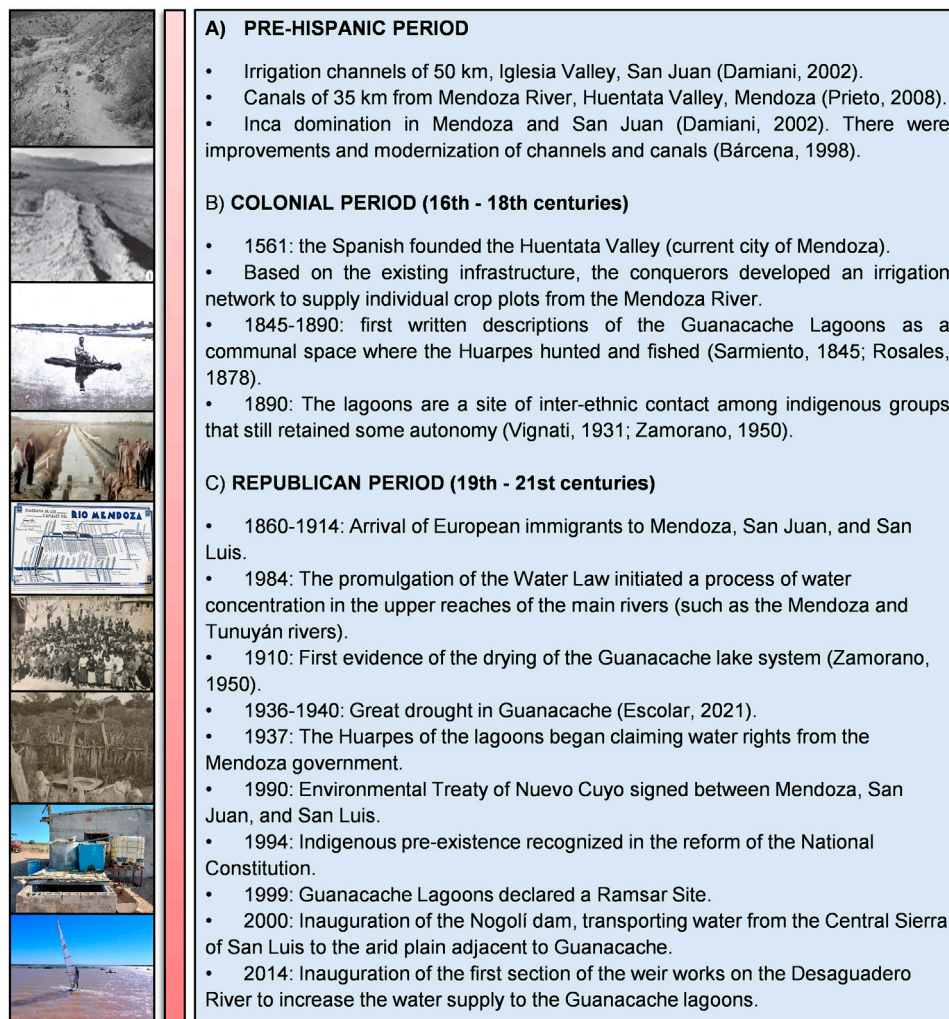 A) PRE-HISPANIC PERIOD
• Irrigation channels of 50 km, Iglesia Valley, San Juan (Damiani, 2002).
• Canals of 35 km from Mendoza River, Huentata Valley, Mendoza (Prieto, 2008).
• Inca domination in Mendoza and San Juan (Damiani, 2002). There were
improvements and modernization of channels and canals (Bárcena, 1998).
B) COLONIAL PERIOD (16th - 18th centuries)
• 1561: the Spanish founded the Huentata Valley (current city of Mendoza).
• Based on the existing infrastructure, the conquerors developed an irrigation
network to supply individual crop plots from the Mendoza River.
• 1845-1890: first written descriptions of the Guanacache Lagoons as a
communal space where the Huarpes hunted and fished (Sarmiento, 1845; Rosales,
1878).
• 1890: The lagoons are a site of inter-ethnic contact among indigenous groups
that still retained some autonomy (Vignati, 1931; Zamorano, 1950).
C) REPUBLICAN PERIOD (19th - 21st centuries)
• 1860-1914: Arrival of European immigrants to Mendoza, San Juan, and San
Luis.
• 1984: The promulgation of the Water Law initiated a process of water
concentration in the upper reaches of the main rivers (such as the Mendoza and
Tunuyán rivers).
• 1910: First evidence of the drying of the Guanacache lake system (Zamorano,
1950).
• 1936-1940: Great drought in Guanacache (Escolar, 2021).
• 1937: The Huarpes of the lagoons began claiming water rights from the
Mendoza government.
• 1990: Environmental Treaty of Nuevo Cuyo signed between Mendoza, San
Juan, and San Luis.
• 1994: Indigenous pre-existence recognized in the reform of the National
Constitution.
• 1999: Guanacache Lagoons declared a Ramsar Site.
• 2000: Inauguration of the Nogolí dam, transporting water from the Central Sierra
of San Luis to the arid plain adjacent to Guanacache.
• 2014: Inauguration of the first section of the weir works on the Desaguadero
River to increase the water supply to the Guanacache lagoons.
DIAGRAMA DE LOS
CANALES DEL
RIO MENDOZA